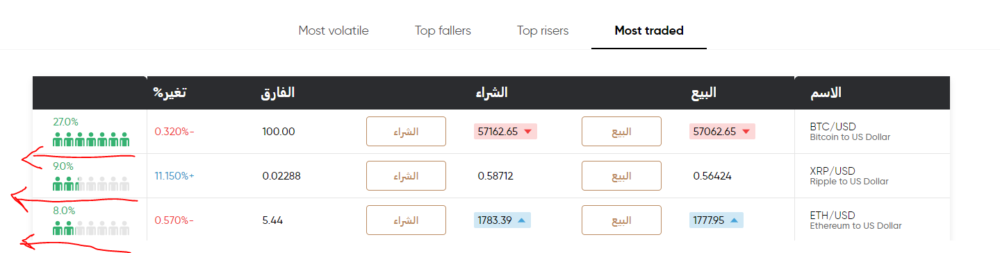 Most volatile
Top fallers
Top risers
Most traded
الاسم
البيع
الشراء
الفارق
تغير%
BTC/USD
Bitcoin to US Dollar
57062.65
البيع
57162.65
الشراء
100.00
0.320%-
27.0%
XRP/USD
Ripple to US Dollar
0.56424
البيع
0.58712
الشراء
0.02288
11.150%+
9.0%
ETH/USD
Ethereum to US Dollar
1777.95
البيع
1783.39
الشراء
5.44
0.570%-
8.0%